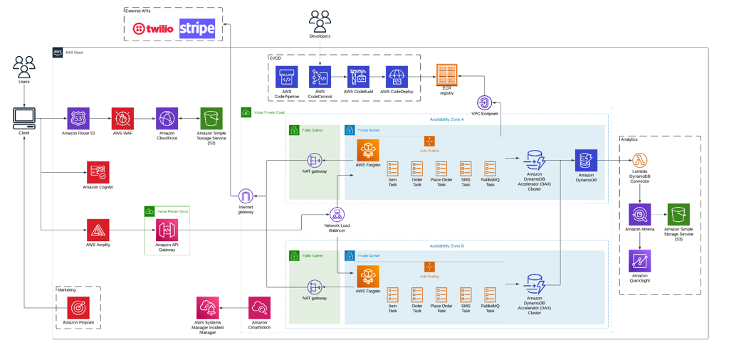 External APIs
twilio
stripe
Developers
Users
aws
AWS Cloud
CI/CD
AWS
CodePipeline
AWS
CodeCommit
AWS CodeBuild
AWS CodeDeploy
ECR
registry
VPC Endpoint
Client
Amazon Route 53
AWS WAF
Amazon
CloudFront
Amazon Simple
Storage Service
(S3)
Virtual Private Cloud
Availability Zone A
Public Subnet
Private Subnet
Auto Scaling
AWS Fargate
NAT gateway
Item
Task
Order
Task
Place Order
Task
SMS
Task
RabbitMQ
Task
Amazon
DynamoDB
Accelerator (DAX)
Cluster
Amazon
DynamoDB
Analytics
Lambda
DynamoDB
Connector
Amazon Athena
Amazon Simple
Storage Service
(S3)
Amazon
QuickSight
Amazon Cognito
Internet
gateway
AWS Amplify
Virtual Private Cloud
Amazon API
Gateway
Network Load
Balancer
Availability Zone B
Public Subnet
Private Subnet
Auto Scaling
AWS Fargate
NAT gateway
Item
Task
Order
Task
Place Order
Task
SMS
Task
RabbitMQ
Task
Amazon
DynamoDB
Accelerator (DAX)
Cluster
Marketing
Amazon Pinpoint
AWS Systems
Manager Incident
Manager
Amazon
CloudWatch